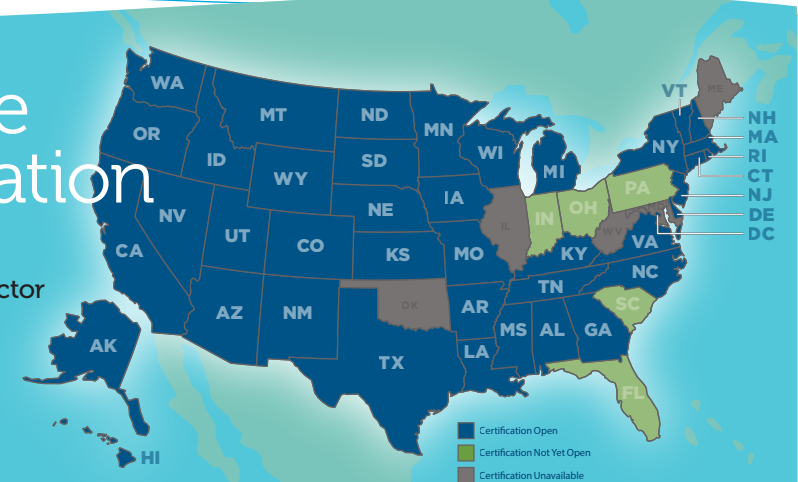 e
ation
ctor
WA
OR
ID
MT
ND
SD
WY
NE
MN
WI
MI
IA
NV
UT
CO
KS
MO
CA
AZ
NM
OK
TX
AR
LA
MS
AL
GA
TN
KY
IL
IN
OH
WV
VA
NC
SC
FL
PA
NY
ME
VT
NH
MA
RI
CT
NJ
DE
DC
AK
HI
Certification Open
Certification Not Yet Open
Certification Unavailable